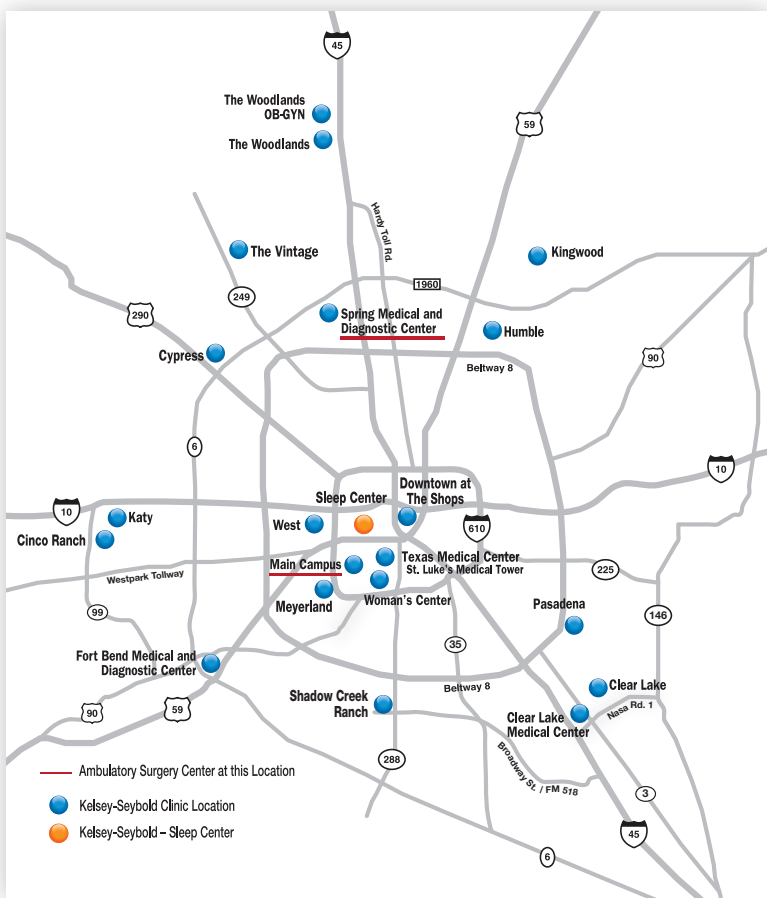 45
The Woodlands
OB-GYN
59
The Woodlands
Hardy Toll Rd.
The Vintage
Kingwood
249
1960
290
Spring Medical and
Diagnostic Center
Humble
Cypress
90
Beltway 8
6
10
Downtown at
The Shops
Sleep Center
10
Katy
West
610
Cinco Ranch
Main Campus
Texas Medical Center
St. Luke's Medical Tower
Westpark Tollway
225
Woman's Center
Meyerland
Pasadena
99
146
35
Fort Bend Medical and
Diagnostic Center
Beltway 8
Clear Lake
Shadow Creek
Ranch
90
59
Nasa Rd. 1
Clear Lake
Medical Center
288
Broadway St. / FM 518
Ambulatory Surgery Center at this Location
3
Kelsey-Seybold Clinic Location
Kelsey-Seybold – Sleep Center
45
6